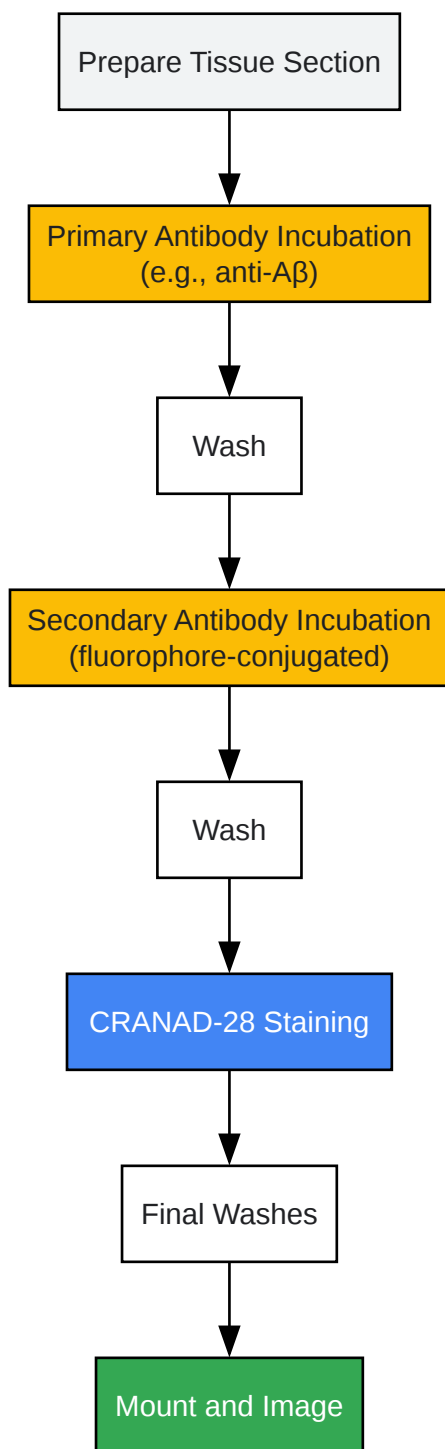 Prepare Tissue Section
Primary Antibody Incubation
(e.g., anti-Aβ)
Wash
Secondary Antibody Incubation
(fluorophore-conjugated)
Wash
CRANAD-28 Staining
Final Washes
Mount and Image